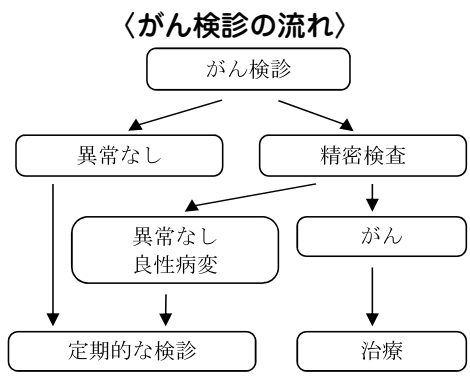 〈がん検診の流れ〉
がん検診
異常なし
精密検査
異常なし
良性病変
がん
定期的な検診
治療